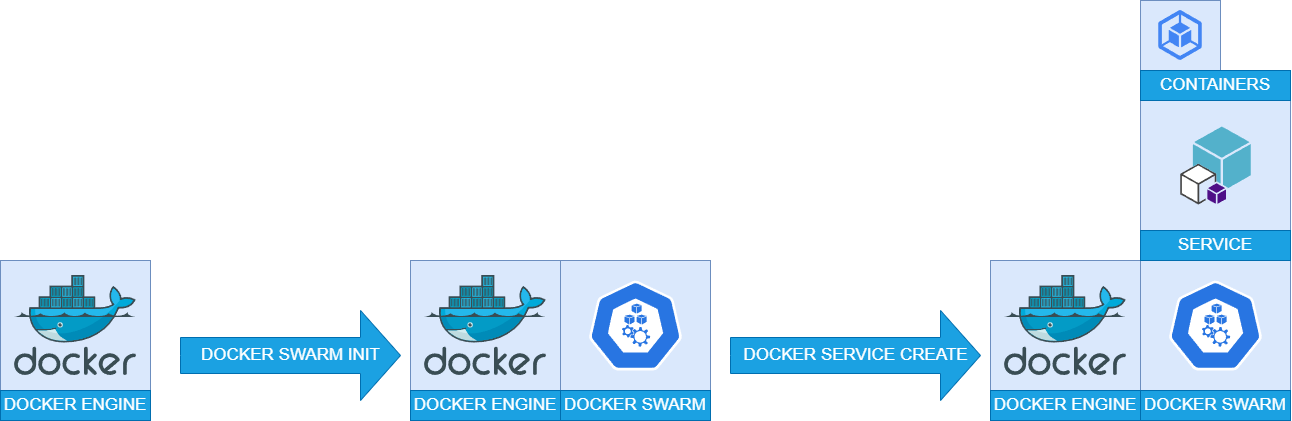 CONTAINERS
SERVICE
docker
DOCKER ENGINE
DOCKER SWARM INIT
docker
DOCKER ENGINE
DOCKER SWARM
DOCKER SERVICE CREATE
docker
DOCKER ENGINE
DOCKER SWARM